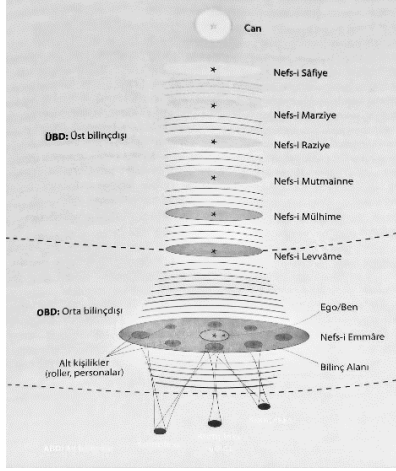 Can
Nefs-i Sâfiye
Nefs-i Marziye
ÜBD: Üst bilinçdışı
Nefs-i Raziye
Nefs-i Mutmainne
Nefs-i Mülhime
Nefs-i Levvâme
Ego/Ben
OBD: Orta bilinçdışı
Nefs-i Emmâre
Alt kişilikler
(roller, personalar)
Bilinç Alanı